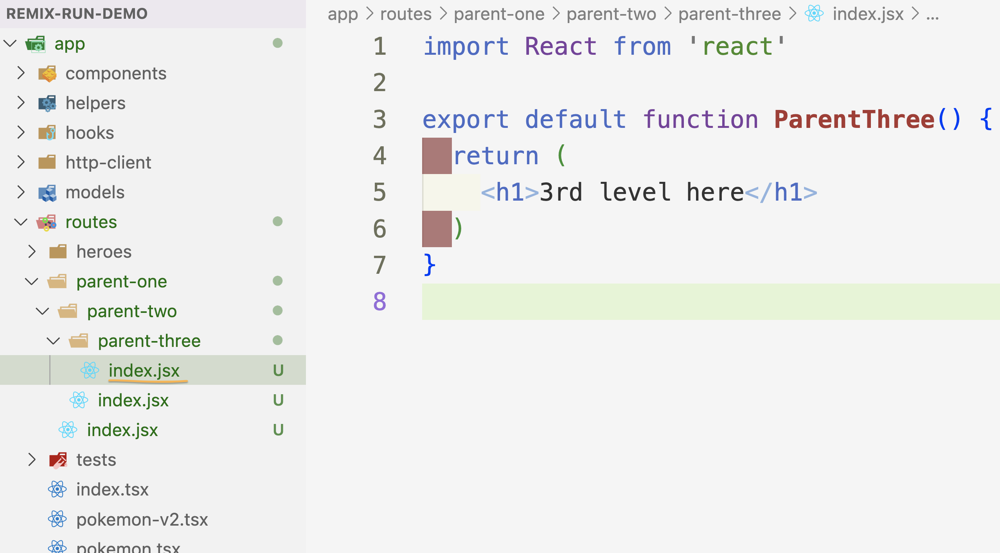 REMIX-RUN-DEMO
app
components
helpers
hooks
http-client
models
routes
heroes
parent-one
parent-two
parent-three
index.jsx U
index.jsx U
index.jsx U
tests
index.tsx
pokemon-v2.tsx
pokemon.tsx
app > routes > parent-one > parent-two > parent-three > index.jsx > ...
1 import React from 'react'
2
3 export default function ParentThree() {
4 return (
5 <h1>3rd level here</h1>
6 )
7 }
8